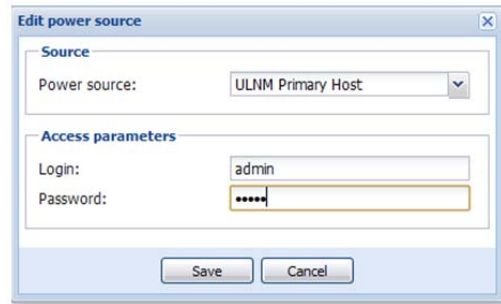 Edit power source
Source
Power source: ULNM Primary Host
Access parameters
Login: admin
Password: •••••
Save Cancel